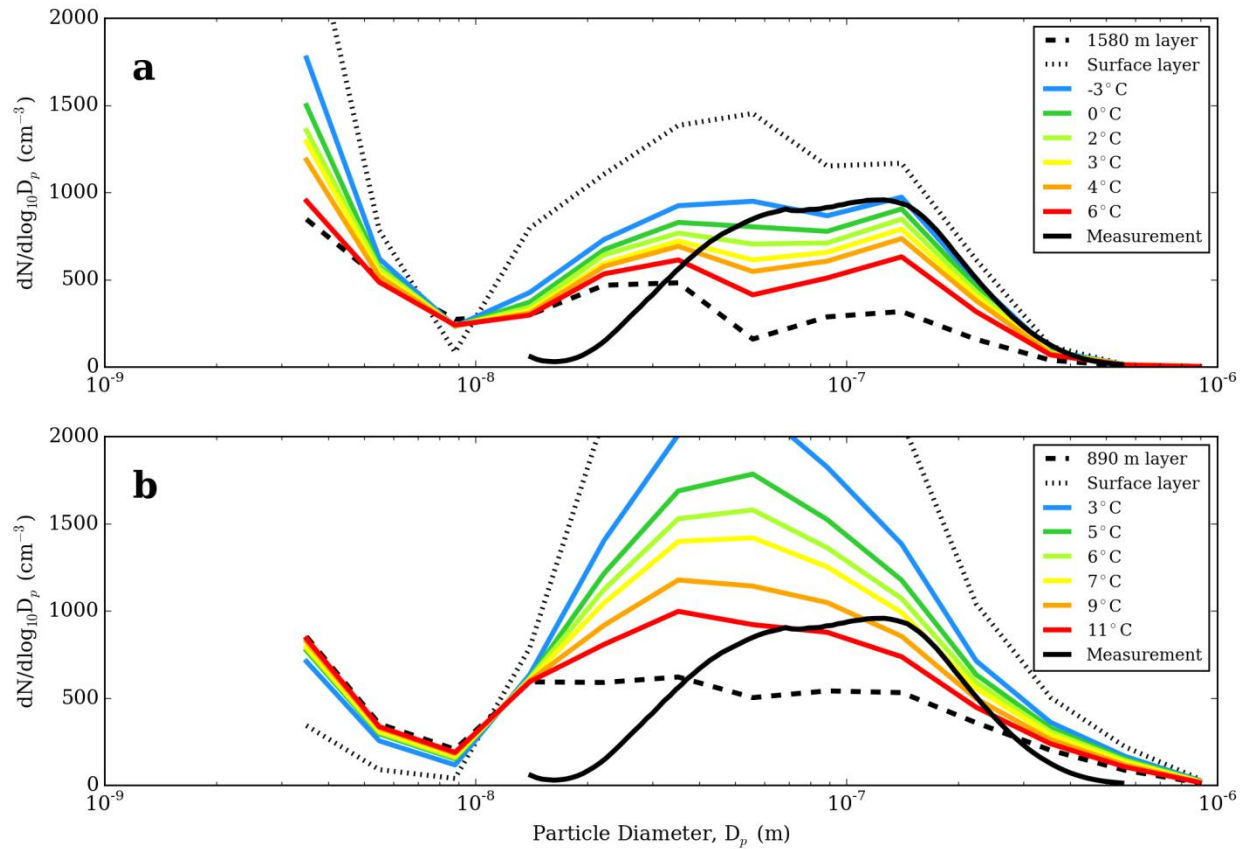 a
2000
1500
1000
500
0
dN/dlog₁₀Dₚ (cm⁻³)
10⁻⁹
10⁻⁸
10⁻⁷
10⁻⁶
1580 m layer
Surface layer
-3°C
0°C
2°C
3°C
4°C
6°C
Measurement
b
2000
1500
1000
500
0
dN/dlog₁₀Dₚ (cm⁻³)
10⁻⁹
10⁻⁸
10⁻⁷
10⁻⁶
890 m layer
Surface layer
3°C
5°C
6°C
7°C
9°C
11°C
Measurement
Particle Diameter, Dₚ (m)